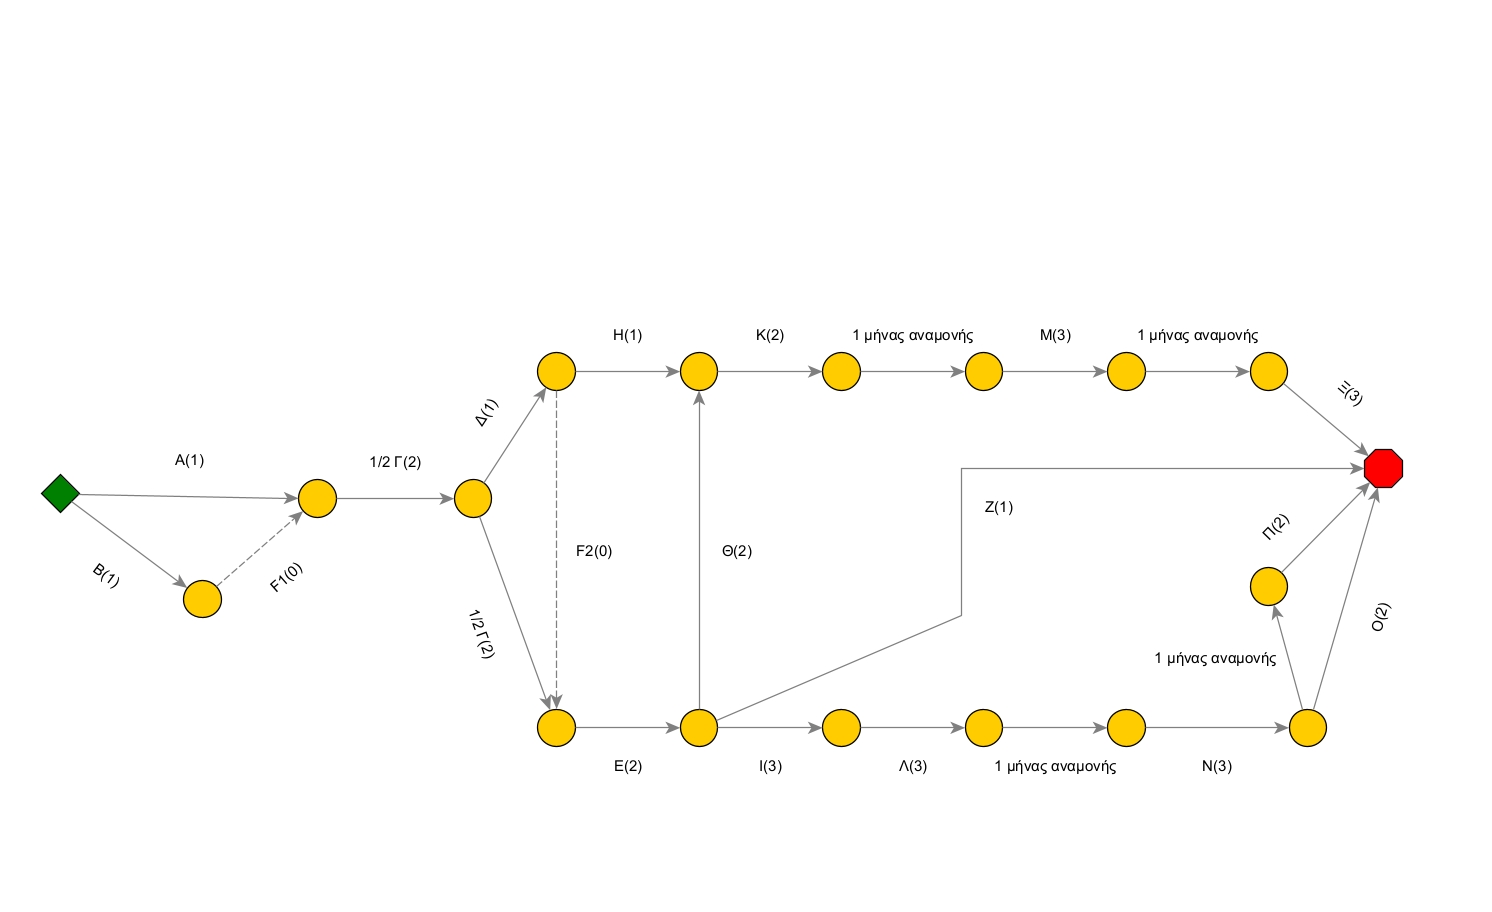 Α(1)
Β(1)
F1(0)
1/2 Γ(2)
Δ(1)
1/2 Γ(2)
Η(1)
Κ(2)
1 μήνας αναμονής
Μ(3)
1 μήνας αναμονής
Ξ(3)
F2(0)
Θ(2)
Ζ(1)
Π(2)
Ο(2)
1 μήνας αναμονής
Ε(2)
Ι(3)
Λ(3)
1 μήνας αναμονής
Ν(3)